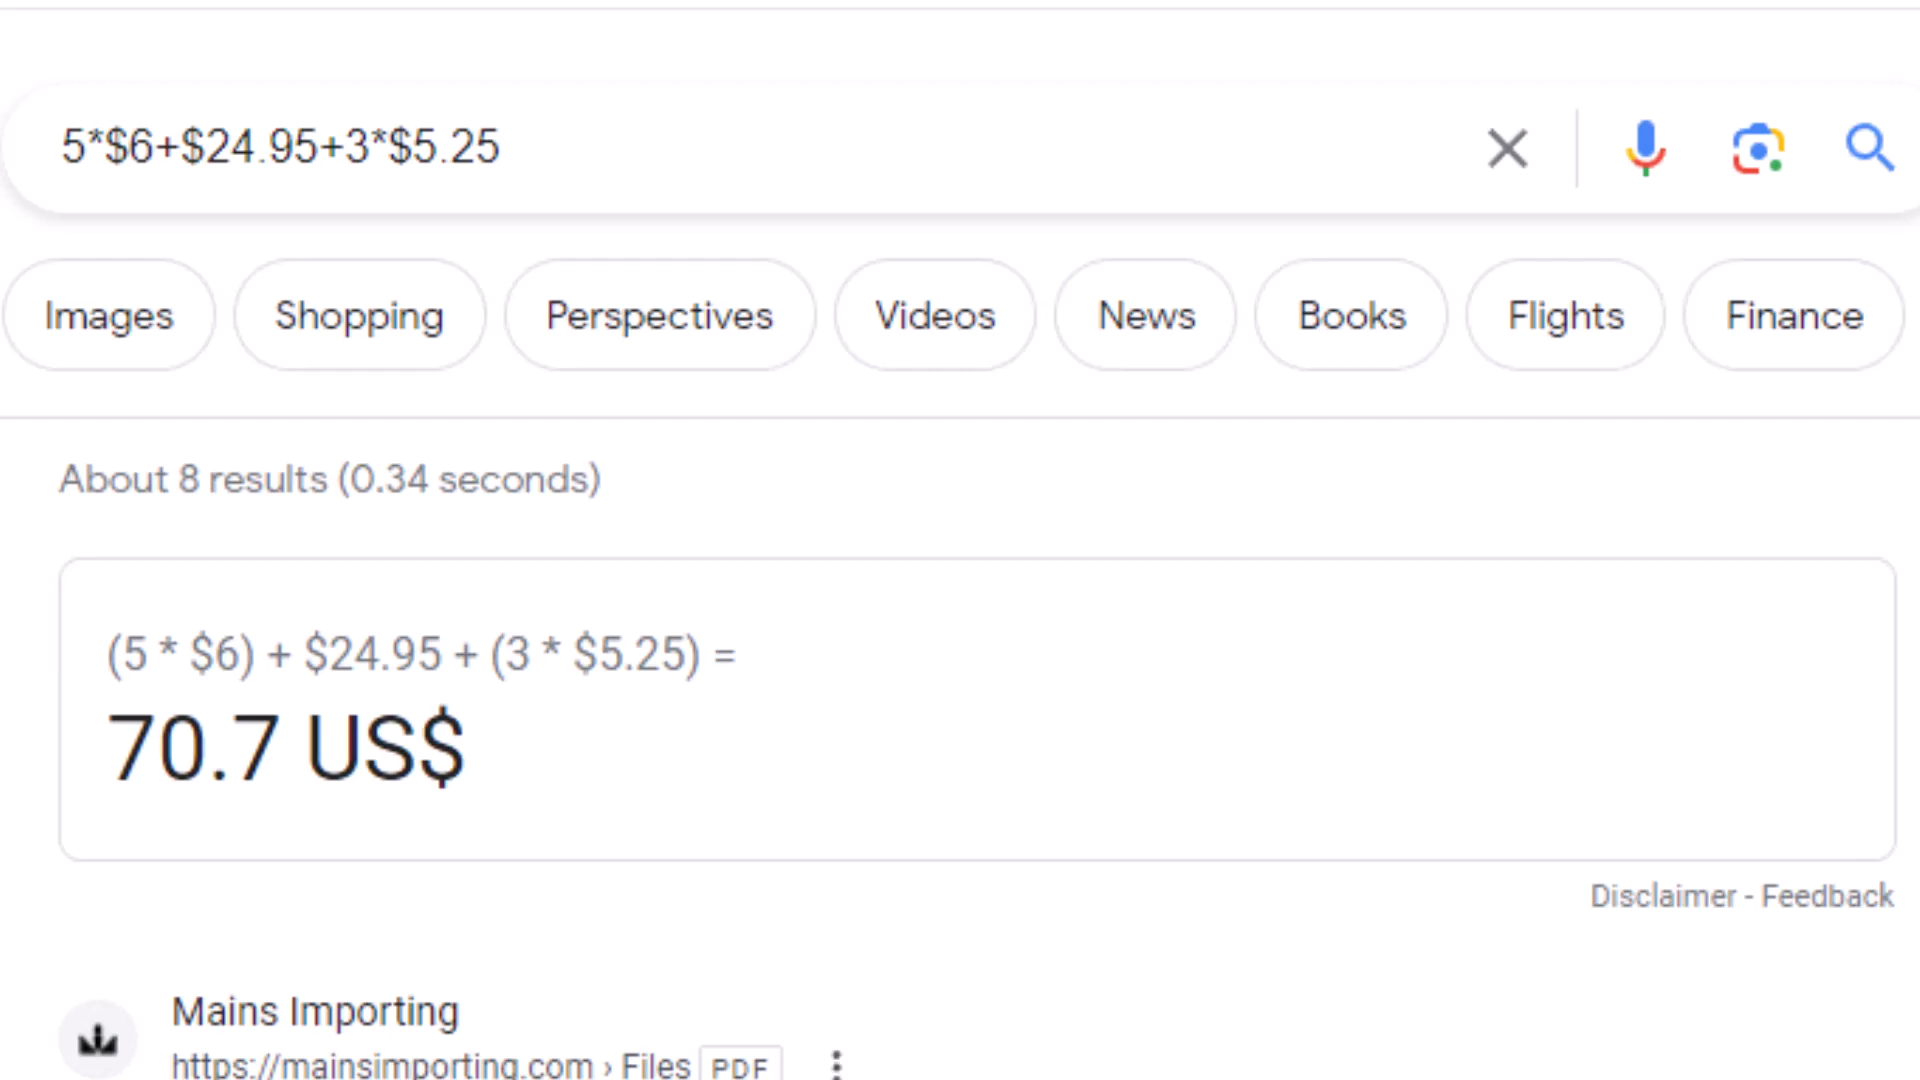 5*$6+$24.95+3*$5.25
Images Shopping Perspectives Videos News Books Flights Finance
About 8 results (0.34 seconds)
(5 * $6) + $24.95 + (3 * $5.25) =
70.7 US$
Disclaimer - Feedback
Mains Importing
https://mainsimporting.com › Files PDF